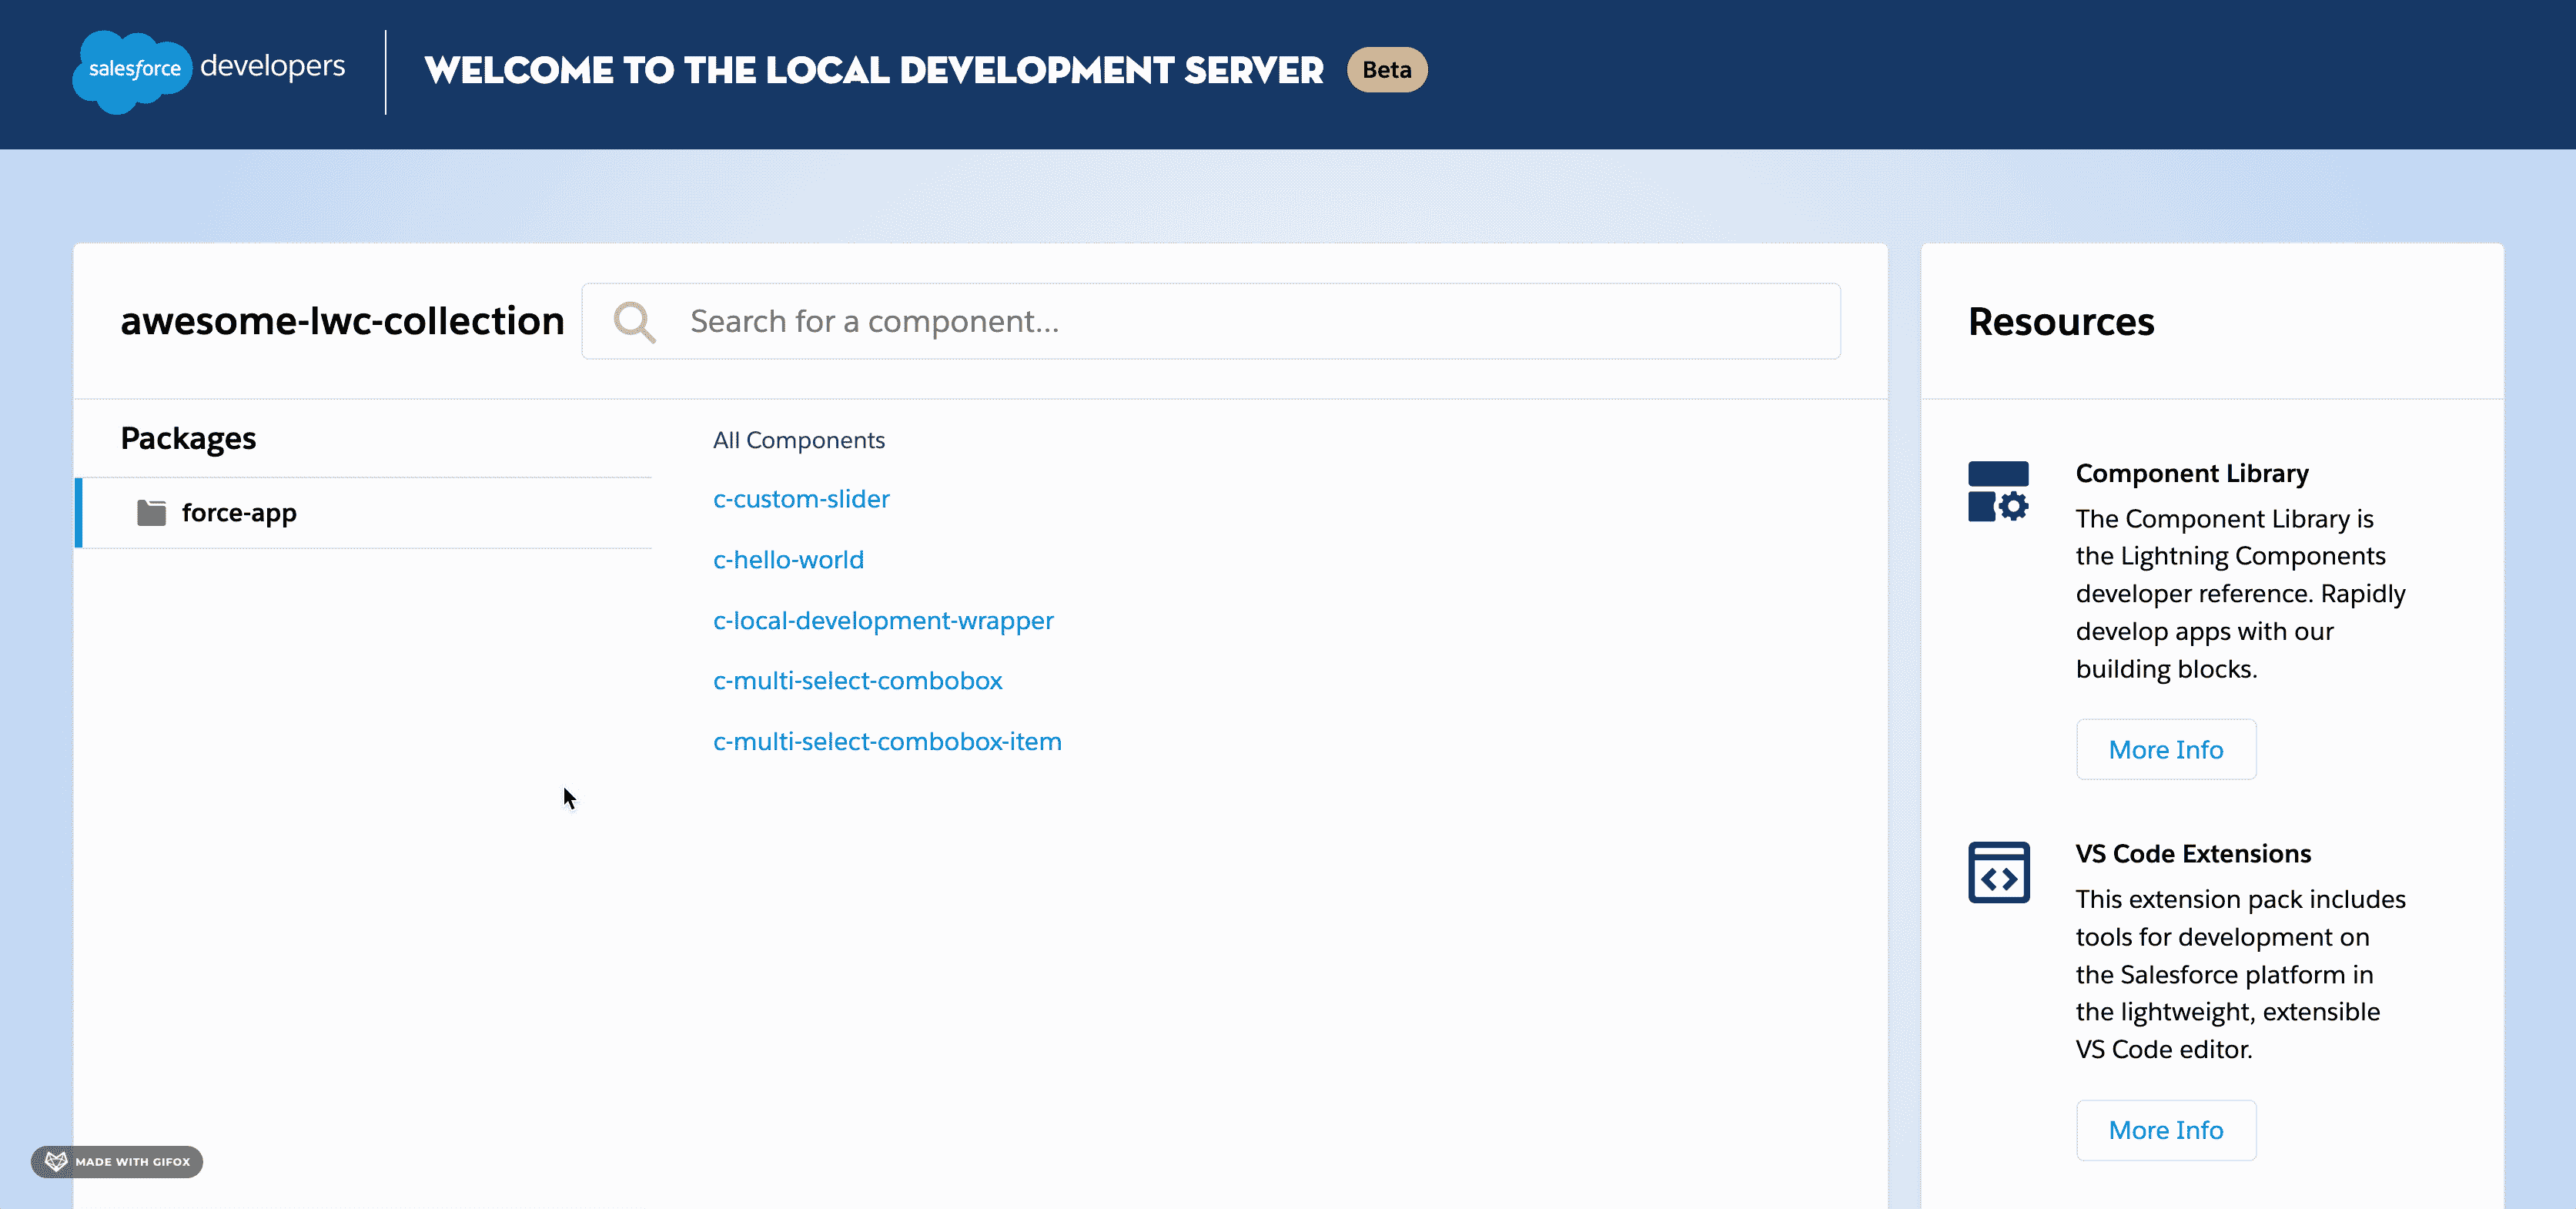 salesforce developers
WELCOME TO THE LOCAL DEVELOPMENT SERVER
Beta
awesome-lwc-collection
Search for a component...
Packages
force-app
All Components
c-custom-slider
c-hello-world
c-local-development-wrapper
c-multi-select-combobox
c-multi-select-combobox-item
Resources
Component Library
The Component Library is
the Lightning Components
developer reference. Rapidly
develop apps with our
building blocks.
More Info
VS Code Extensions
This extension pack includes
tools for development on
the Salesforce platform in
the lightweight, extensible
VS Code editor.
More Info
MADE WITH GIFOX